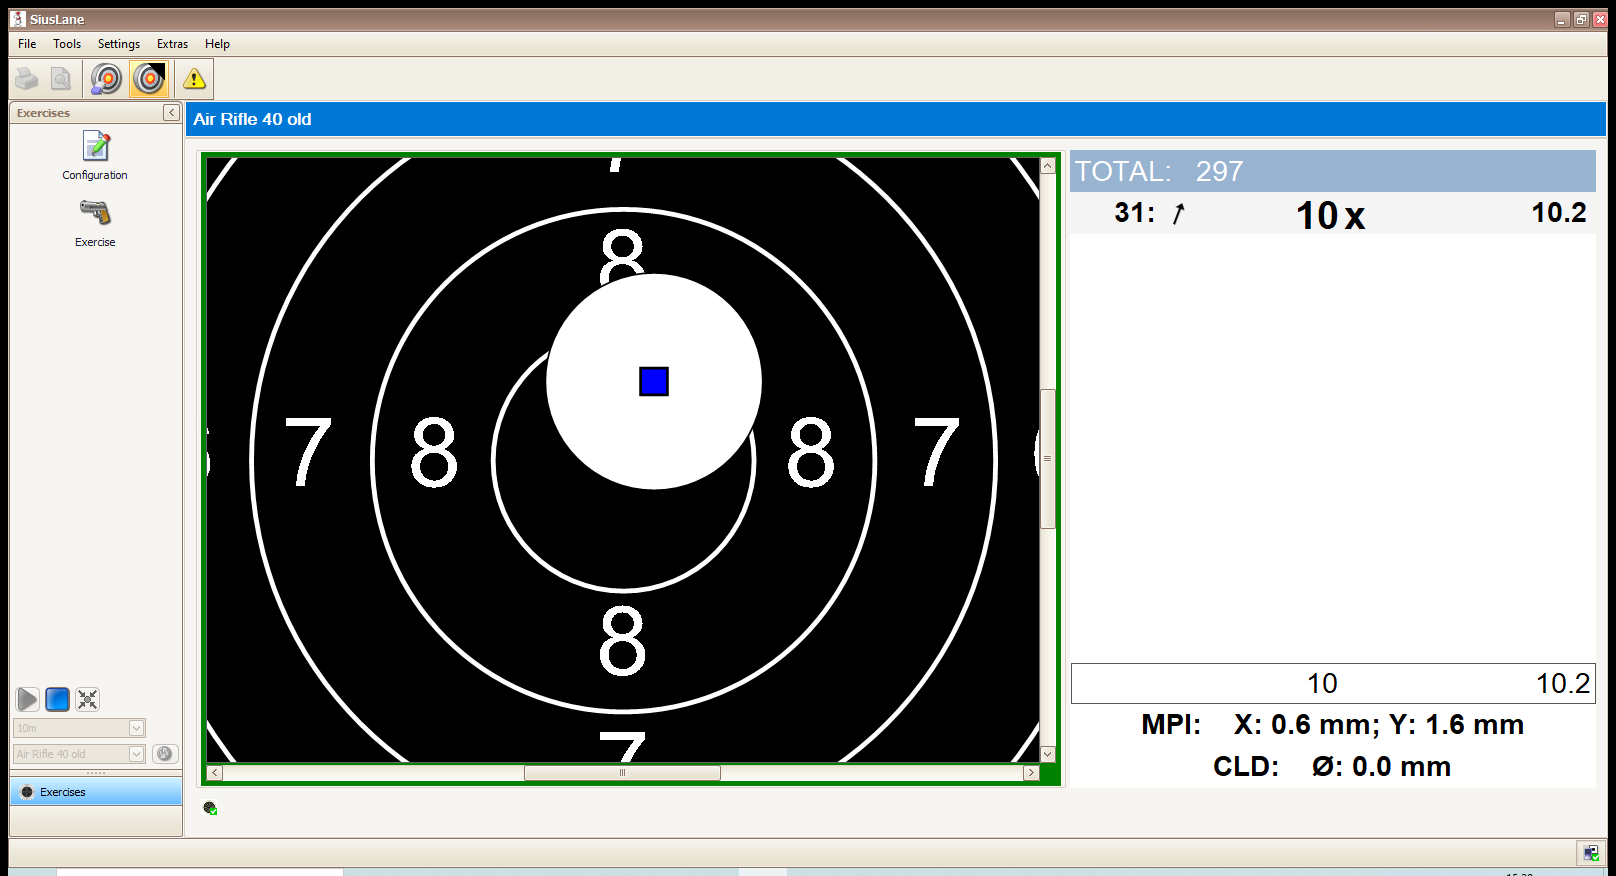 SiusLane
File Tools Settings Extras Help
Exercises
Configuration
Exercise
10m
Air Rifle 40 old
Exercises
Air Rifle 40 old
8
7 8 8 7
8
7
TOTAL: 297
31: 10 x 10.2
10 10.2
MPI: X: 0.6 mm; Y: 1.6 mm
CLD: Ø: 0.0 mm